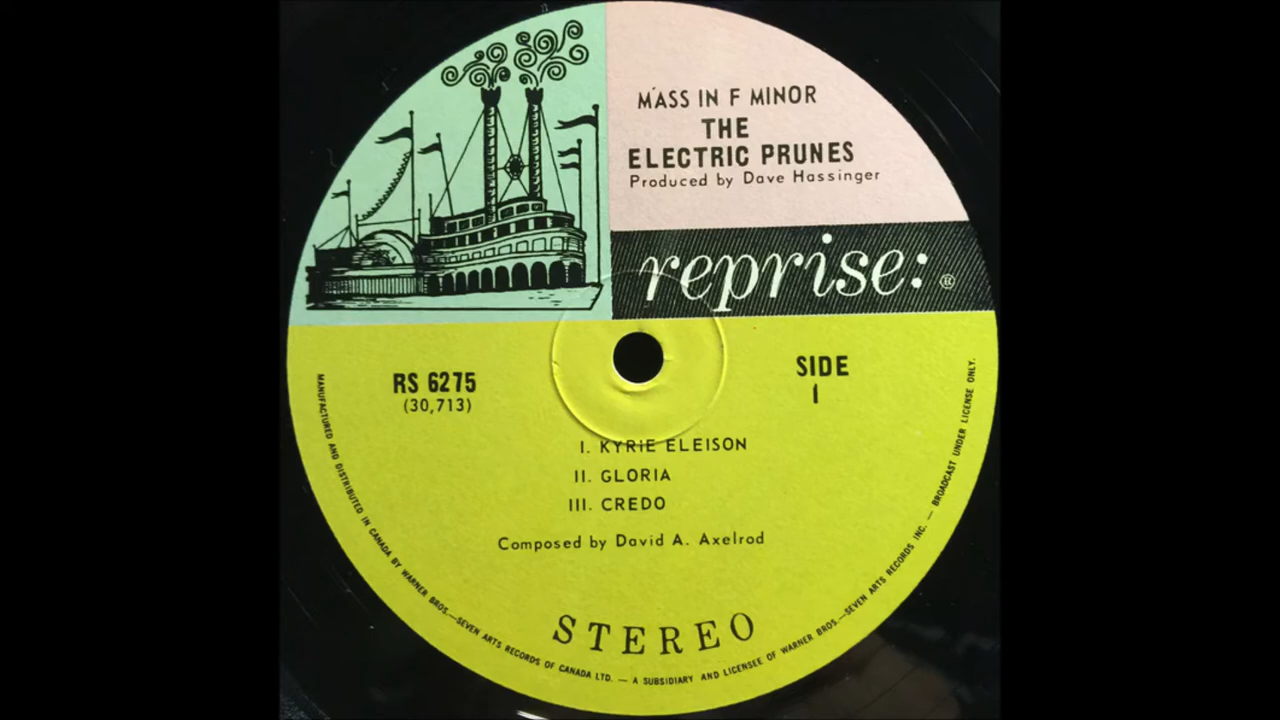 MASS IN F MINOR
THE
ELECTRIC PRUNES
Produced by Dave Hassinger
reprise: ®
RS 6275
(30,713)
SIDE
1
I. KYRIE ELEISON
II. GLORIA
III. CREDO
Composed by David A. Axelrod
STEREO
MANUFACTURED AND DISTRIBUTED IN CANADA BY WARNER BROS.—SEVEN ARTS RECORDS OF CANADA LTD. — A SUBSIDIARY AND LICENSEE OF WARNER BROS.—SEVEN ARTS RECORDS INC. — BROADCAST UNDER LICENSE ONLY.